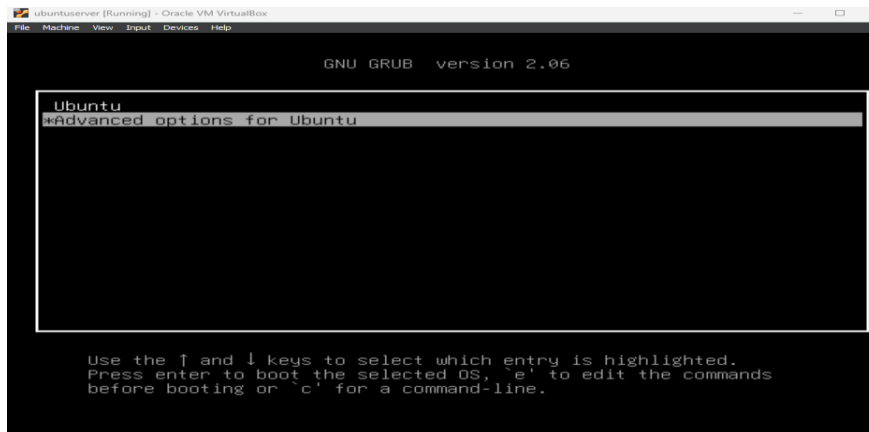 ubuntuserver [Running] - Oracle VM VirtualBox
File Machine View Input Devices Help
GNU GRUB version 2.06
Ubuntu
*Advanced options for Ubuntu
Use the ↑ and ↓ keys to select which entry is highlighted.
Press enter to boot the selected OS, `e' to edit the commands
before booting or `c' for a command-line.